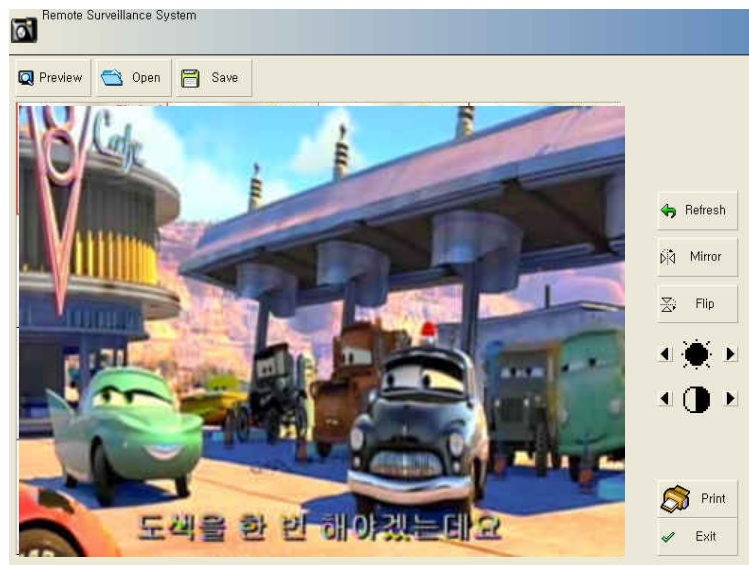 Remote Surveillance System
Preview
Open
Save
Cafe
Refresh
Mirror
Flip
도색을 한 번 해야겠는데요
Print
Exit